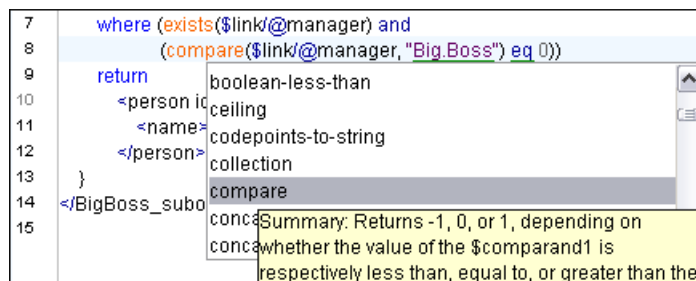 7 where (exists($link/@manager) and
8 (compare($link/@manager, "Big.Boss") eq 0))
9 return
10 <person id
11 <name>
12 </person>
13 }
14 </BigBoss_subo
15
boolean-less-than
ceiling
codepoints-to-string
collection
compare
conca
conca
Summary: Returns -1, 0, or 1, depending on
whether the value of the $comparand1 is
respectively less than, equal to, or greater than the